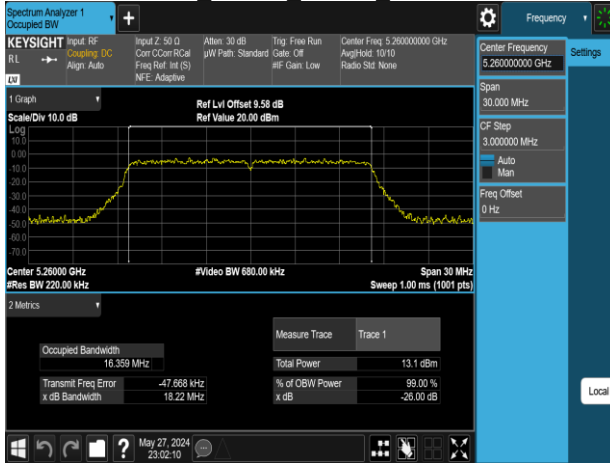 Spectrum Analyzer 1
Occupied BW
Frequency
KEYSIGHT
RL
LXI
Input: RF
Coupling: DC
Align: Auto
Input Z: 50 Ω
Corr CCorr RCal
Freq Ref: Int (S)
NFE: Adaptive
Atten: 30 dB
µW Path: Standard
Trig: Free Run
Gate: Off
#IF Gain: Low
Center Freq: 5.260000000 GHz
Avg|Hold: 10/10
Radio Std: None
Center Frequency
5.260000000 GHz
Settings
Span
30.000 MHz
CF Step
3.000000 MHz
Auto
Man
Freq Offset
0 Hz
Local
1 Graph
Scale/Div 10.0 dB
Ref Lvl Offset 9.58 dB
Ref Value 20.00 dBm
Log
10.0
0.00
-10.0
-20.0
-30.0
-40.0
-50.0
-60.0
-70.0
Center 5.26000 GHz
#Video BW 680.00 kHz
Span 30 MHz
#Res BW 220.00 kHz
Sweep 1.00 ms (1001 pts)
2 Metrics
Measure Trace Trace 1
Occupied Bandwidth
16.359 MHz
Total Power 13.1 dBm
Transmit Freq Error -47.668 kHz
% of OBW Power 99.00 %
x dB Bandwidth 18.22 MHz
x dB -26.00 dB
?
May 27, 2024
23:02:10